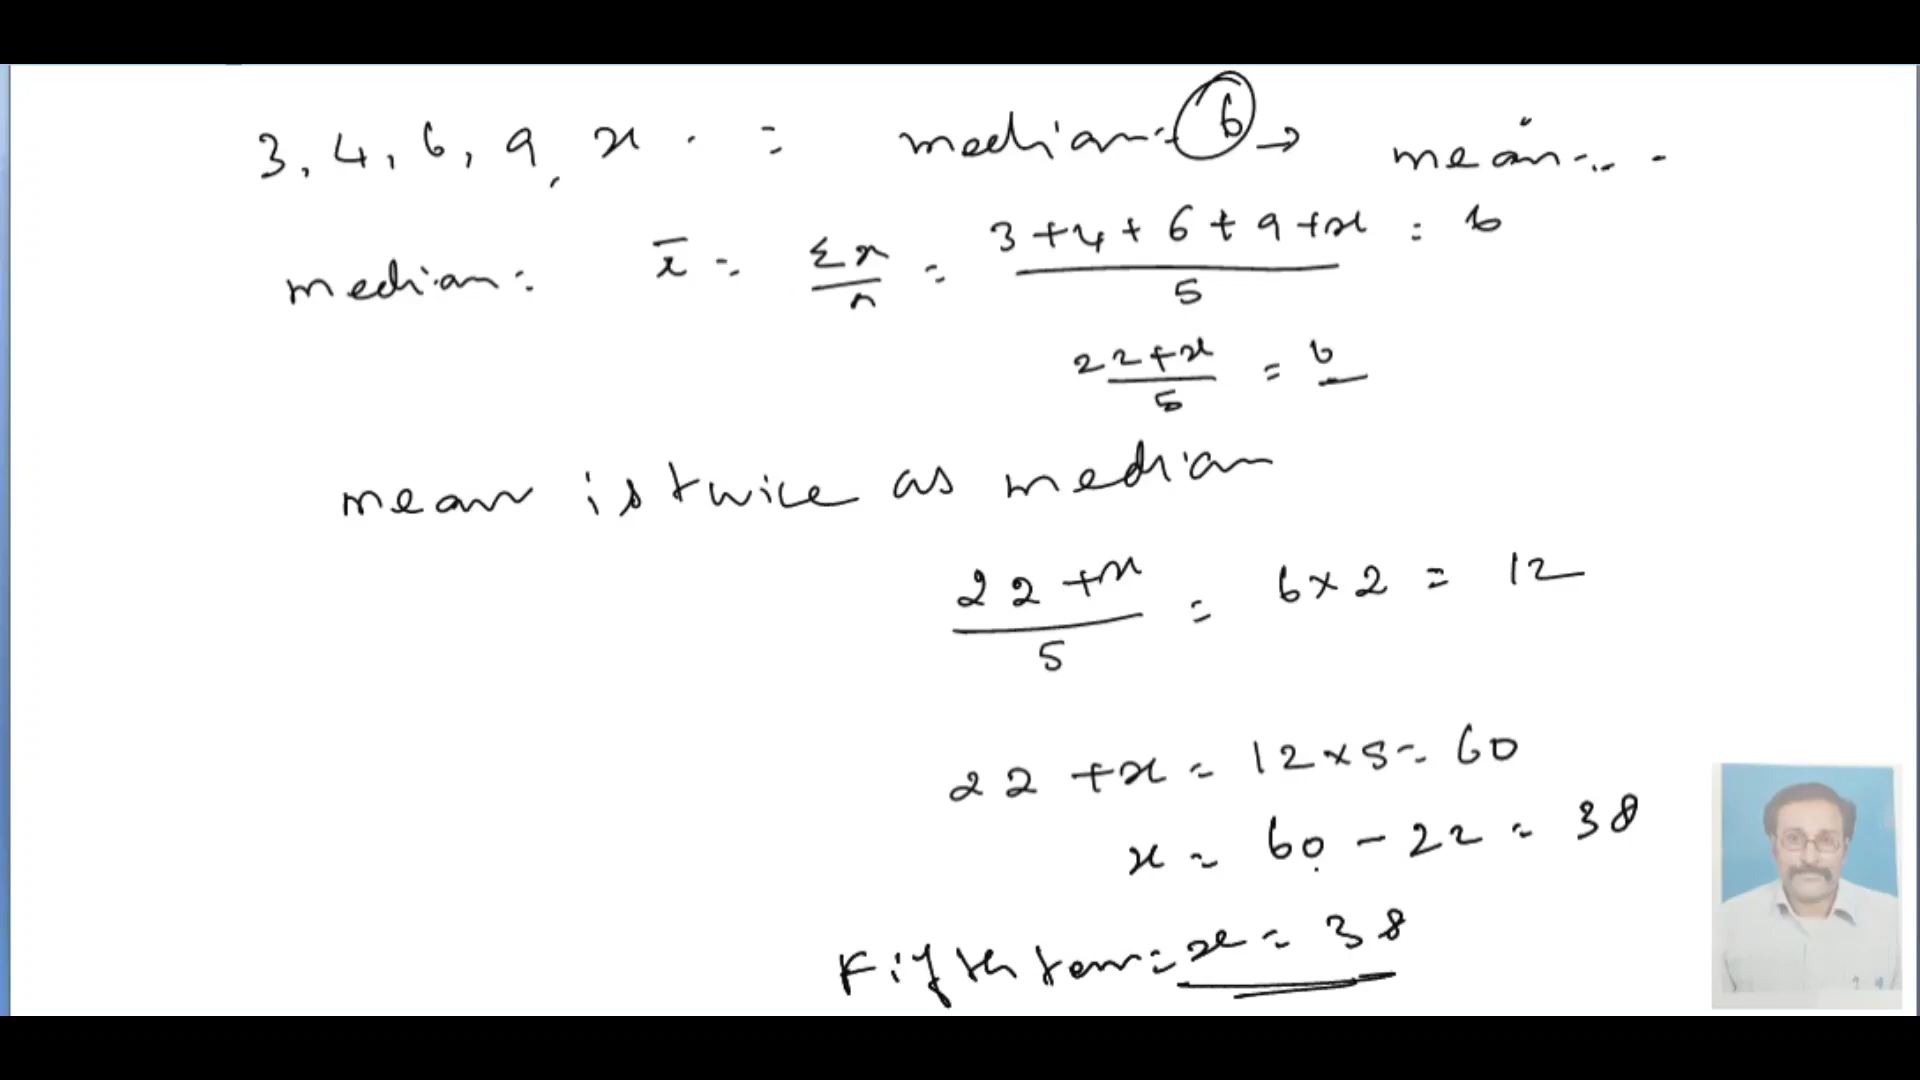 3, 4, 6, 9, x . = median = 6 → mean = . . -
median = x̄ = Σx/n = (3+4+6+9+x)/5 = 6
(22+x)/5 = 6
mean is twice as median
(22+x)/5 = 6×2 = 12
22+x = 12×5 = 60
x = 60-22 = 38
Fifth term = x = 38